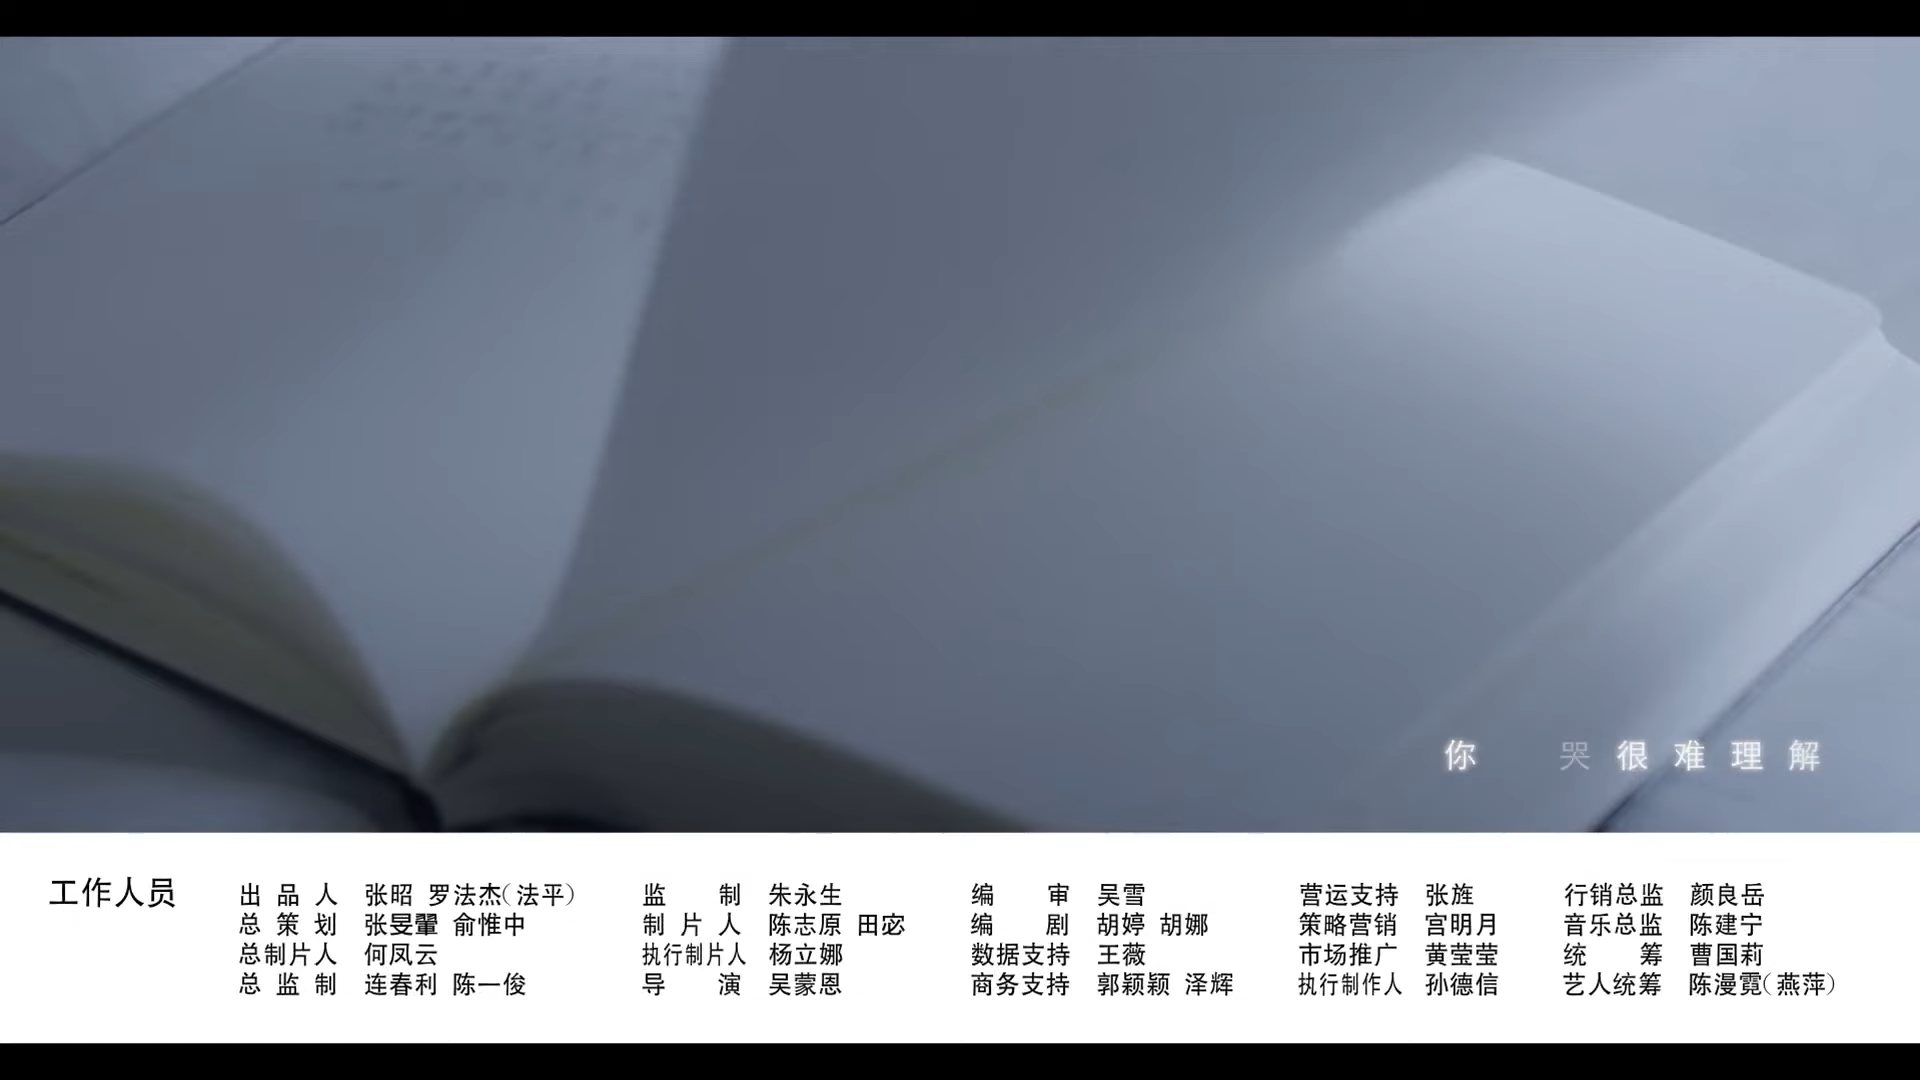 你 哭很难理解
工作人员
出品人 张昭 罗法杰(法平)
总策划 张旻翬 俞惟中
总制片人 何凤云
总监制 连春利 陈一俊
监制 朱永生
制片人 陈志原 田宓
执行制片人 杨立娜
导演 吴蒙恩
编审 吴雪
编剧 胡婷 胡娜
数据支持 王薇
商务支持 郭颖颖 泽辉
营运支持 张旌
策略营销 宫明月
市场推广 黄莹莹
执行制作人 孙德信
行销总监 颜良岳
音乐总监 陈建宁
统筹 曹国莉
艺人统筹 陈漫霓(燕萍)